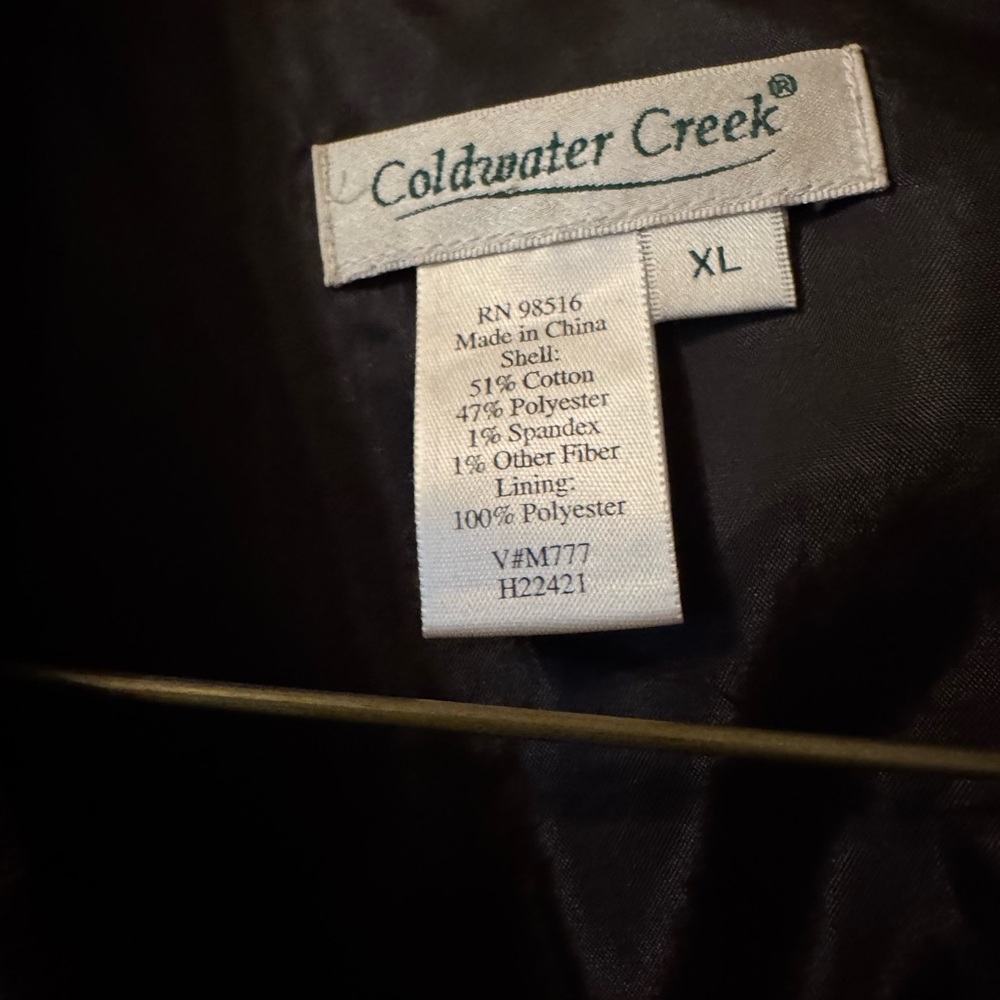 Coldwater Creek®
XL
RN 98516
Made in China
Shell:
51% Cotton
47% Polyester
1% Spandex
1% Other Fiber
Lining:
100% Polyester
V#M777
H22421